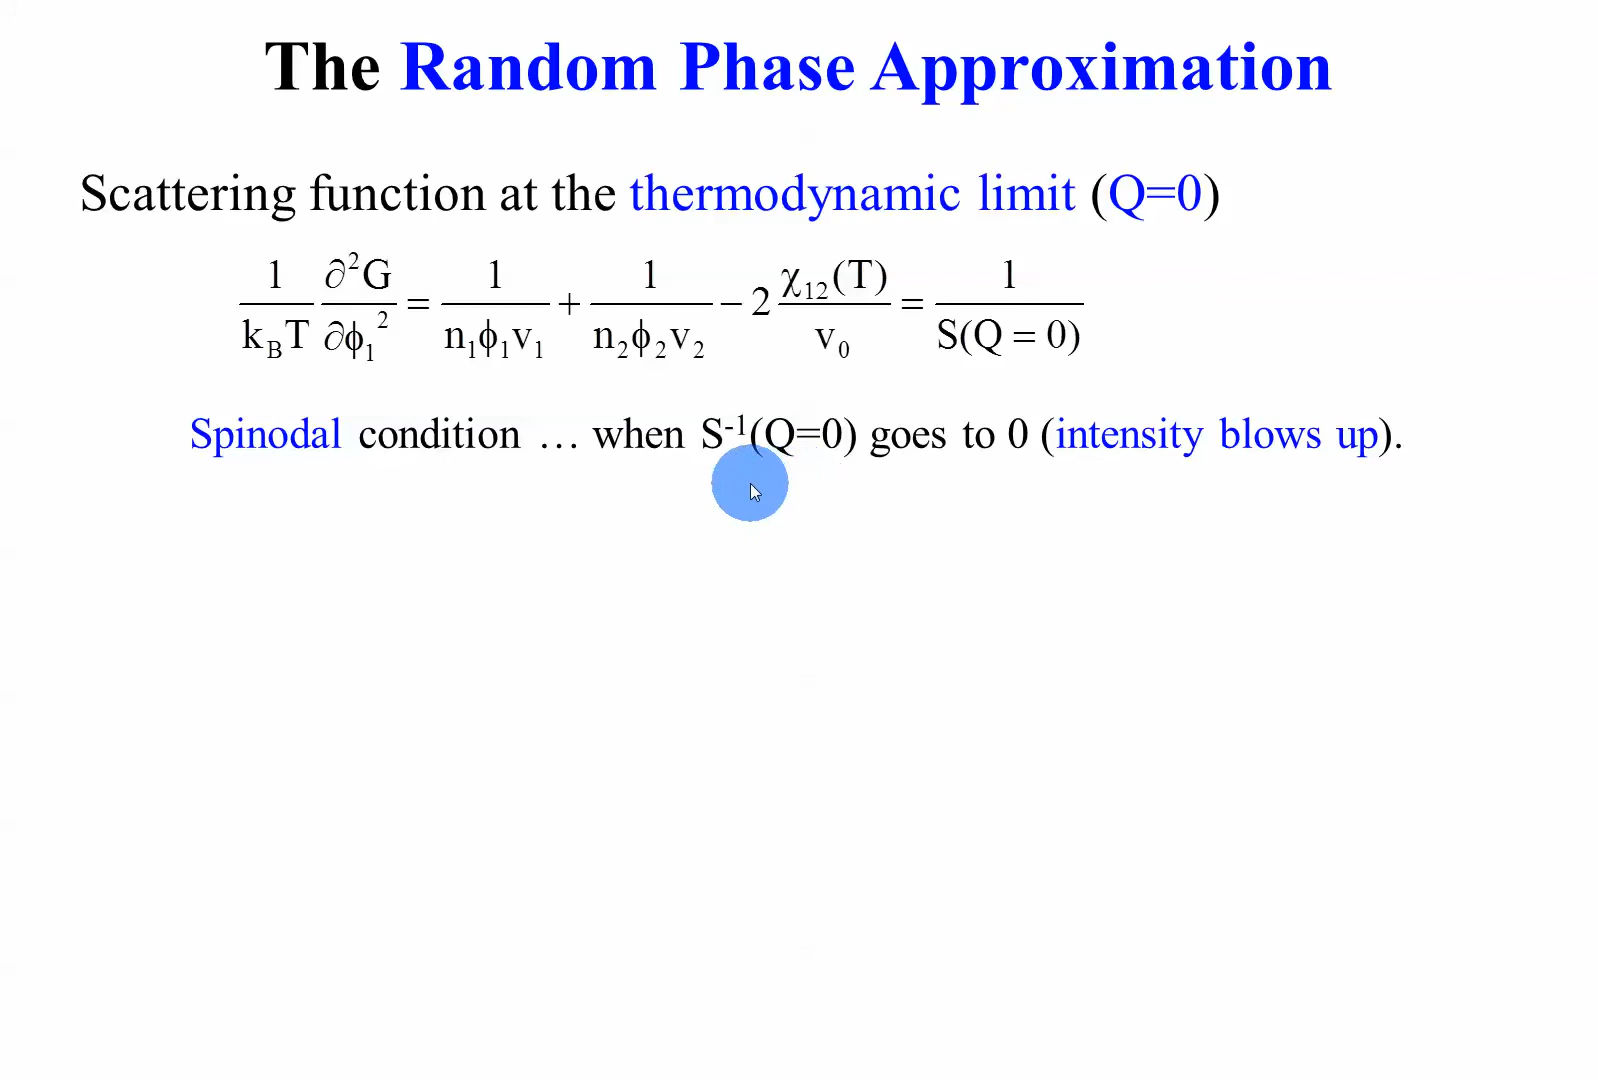 The Random Phase Approximation
Scattering function at the thermodynamic limit (Q=0)
1/(k_BT) ∂²G/∂ϕ₁² = 1/(n₁ϕ₁v₁) + 1/(n₂ϕ₂v₂) − 2 χ₁₂(T)/v₀ = 1/S(Q = 0)
Spinodal condition … when S⁻¹(Q=0) goes to 0 (intensity blows up).